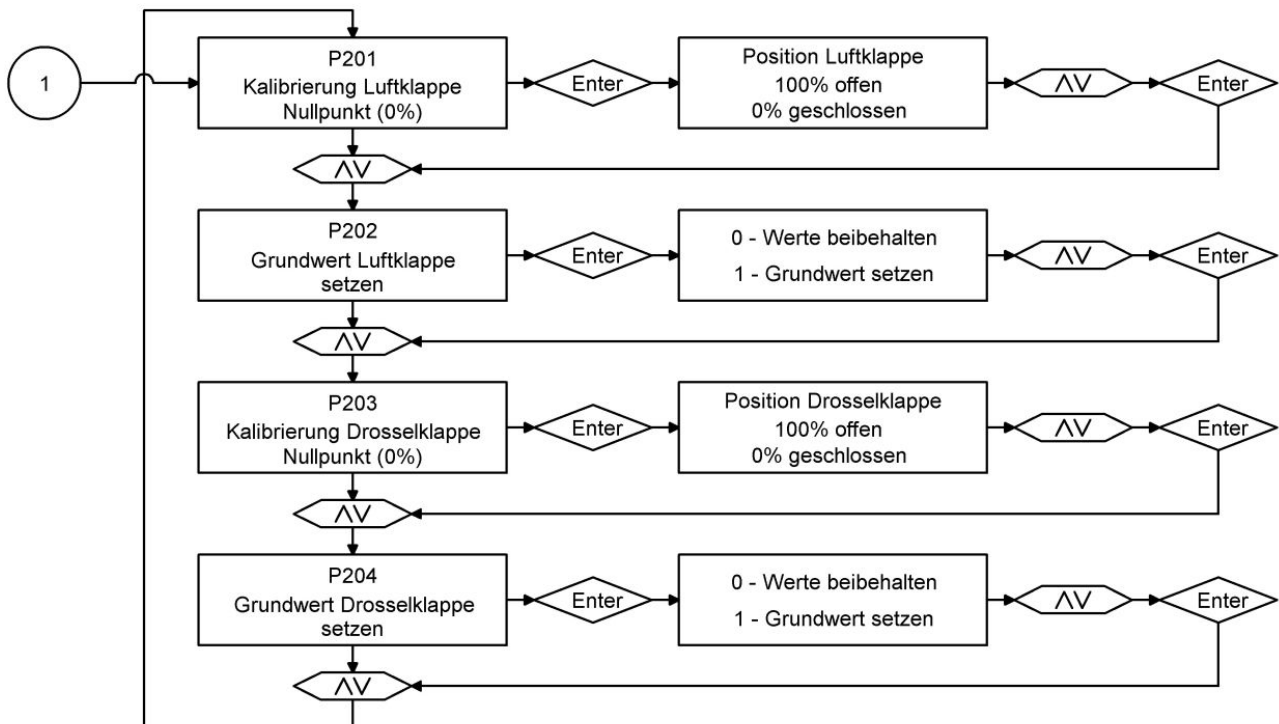 1
P201
Kalibrierung Luftklappe
Nullpunkt (0%)
Enter
Position Luftklappe
100% offen
0% geschlossen
ΛV
Enter
ΛV
P202
Grundwert Luftklappe
setzen
Enter
0 - Werte beibehalten
1 - Grundwert setzen
ΛV
Enter
ΛV
P203
Kalibrierung Drosselklappe
Nullpunkt (0%)
Enter
Position Drosselklappe
100% offen
0% geschlossen
ΛV
Enter
ΛV
P204
Grundwert Drosselklappe
setzen
Enter
0 - Werte beibehalten
1 - Grundwert setzen
ΛV
Enter
ΛV